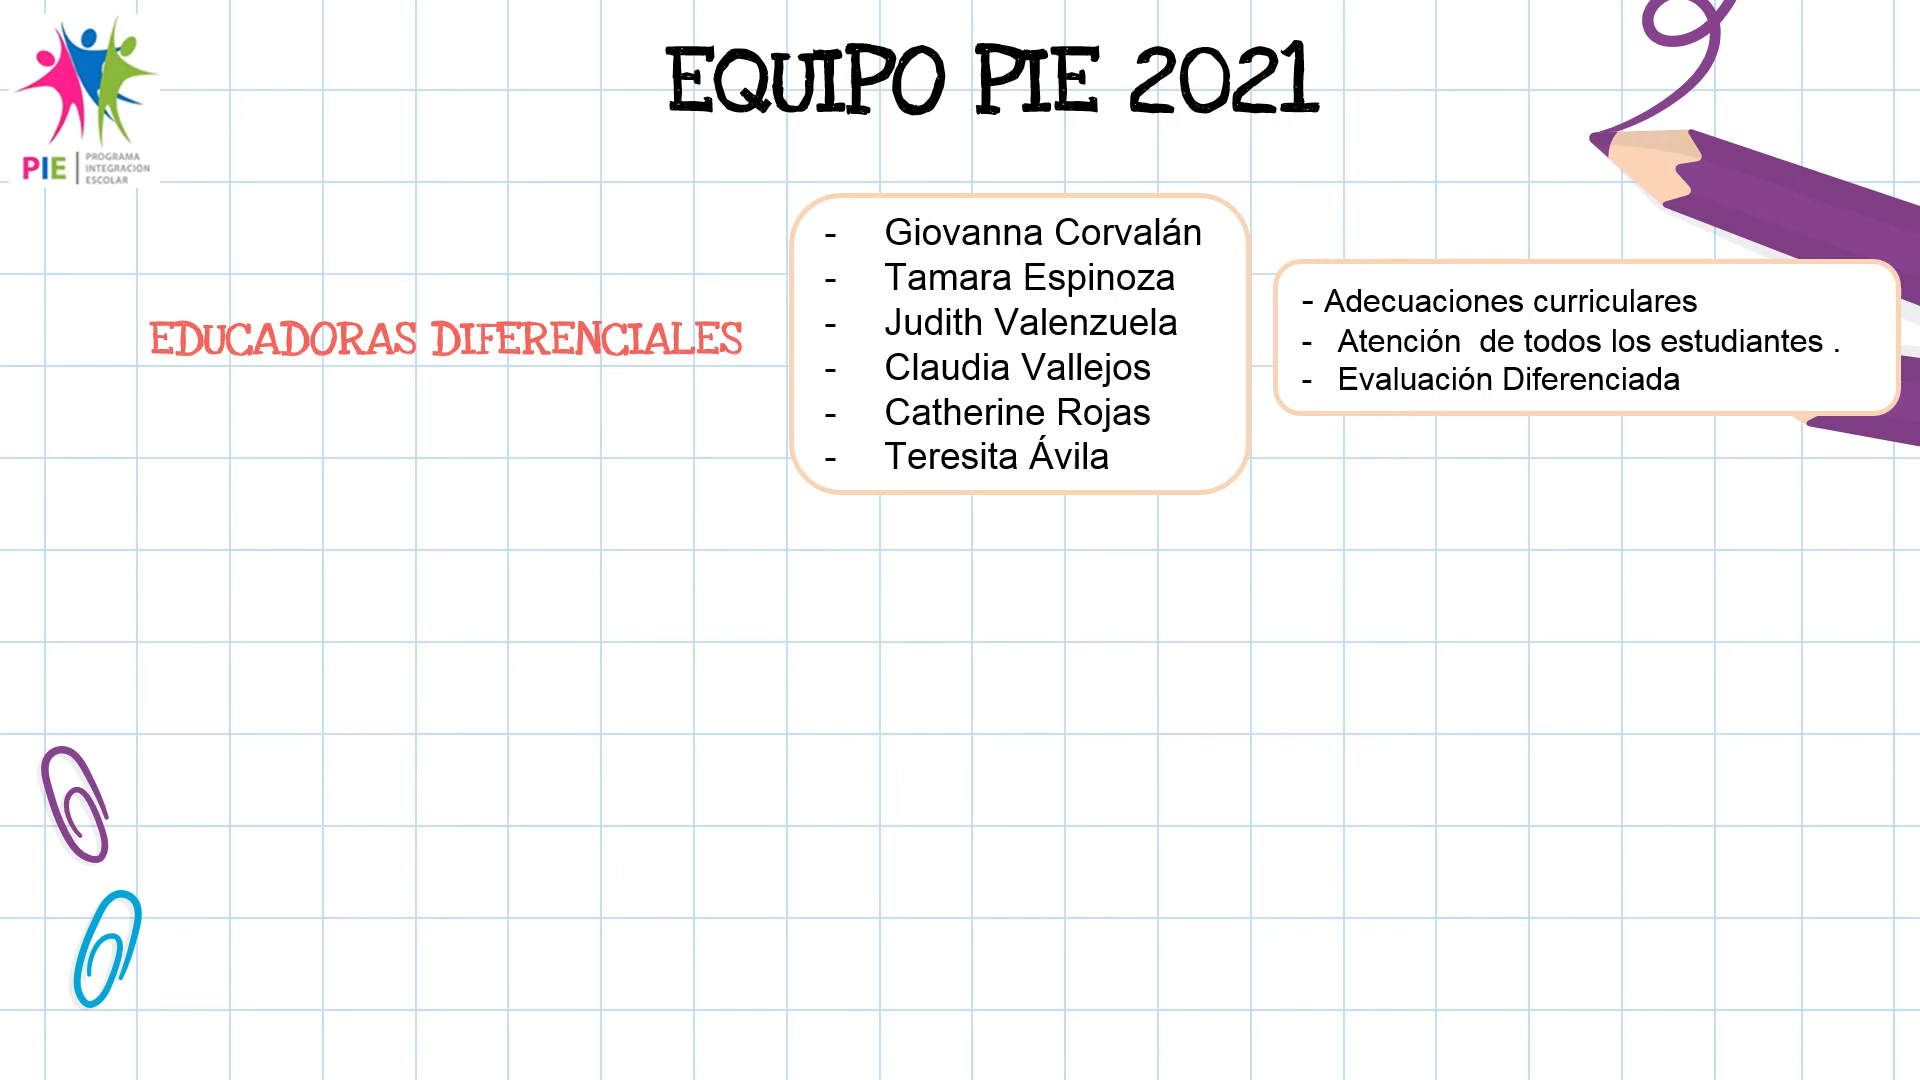 EQUIPO PIE 2021
PIE | PROGRAMA
INTEGRACIÓN
ESCOLAR
EDUCADORAS DIFERENCIALES
- Giovanna Corvalán
- Tamara Espinoza
- Judith Valenzuela
- Claudia Vallejos
- Catherine Rojas
- Teresita Ávila
- Adecuaciones curriculares
- Atención  de todos los estudiantes .
- Evaluación Diferenciada